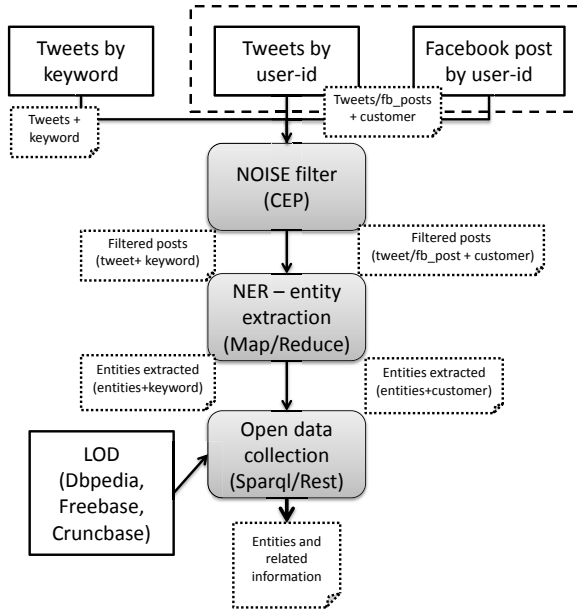 Tweets by
keyword
Tweets by
user-id
Facebook post
by user-id
Tweets +
keyword
Tweets/fb_posts
+ customer
NOISE filter
(CEP)
Filtered posts
(tweet+ keyword)
Filtered posts
(tweet/fb_post + customer)
NER – entity
extraction
(Map/Reduce)
Entities extracted
(entities+keyword)
Entities extracted
(entities+customer)
Open data
collection
(Sparql/Rest)
LOD
(Dbpedia,
Freebase,
Cruncbase)
Entities and
related
information